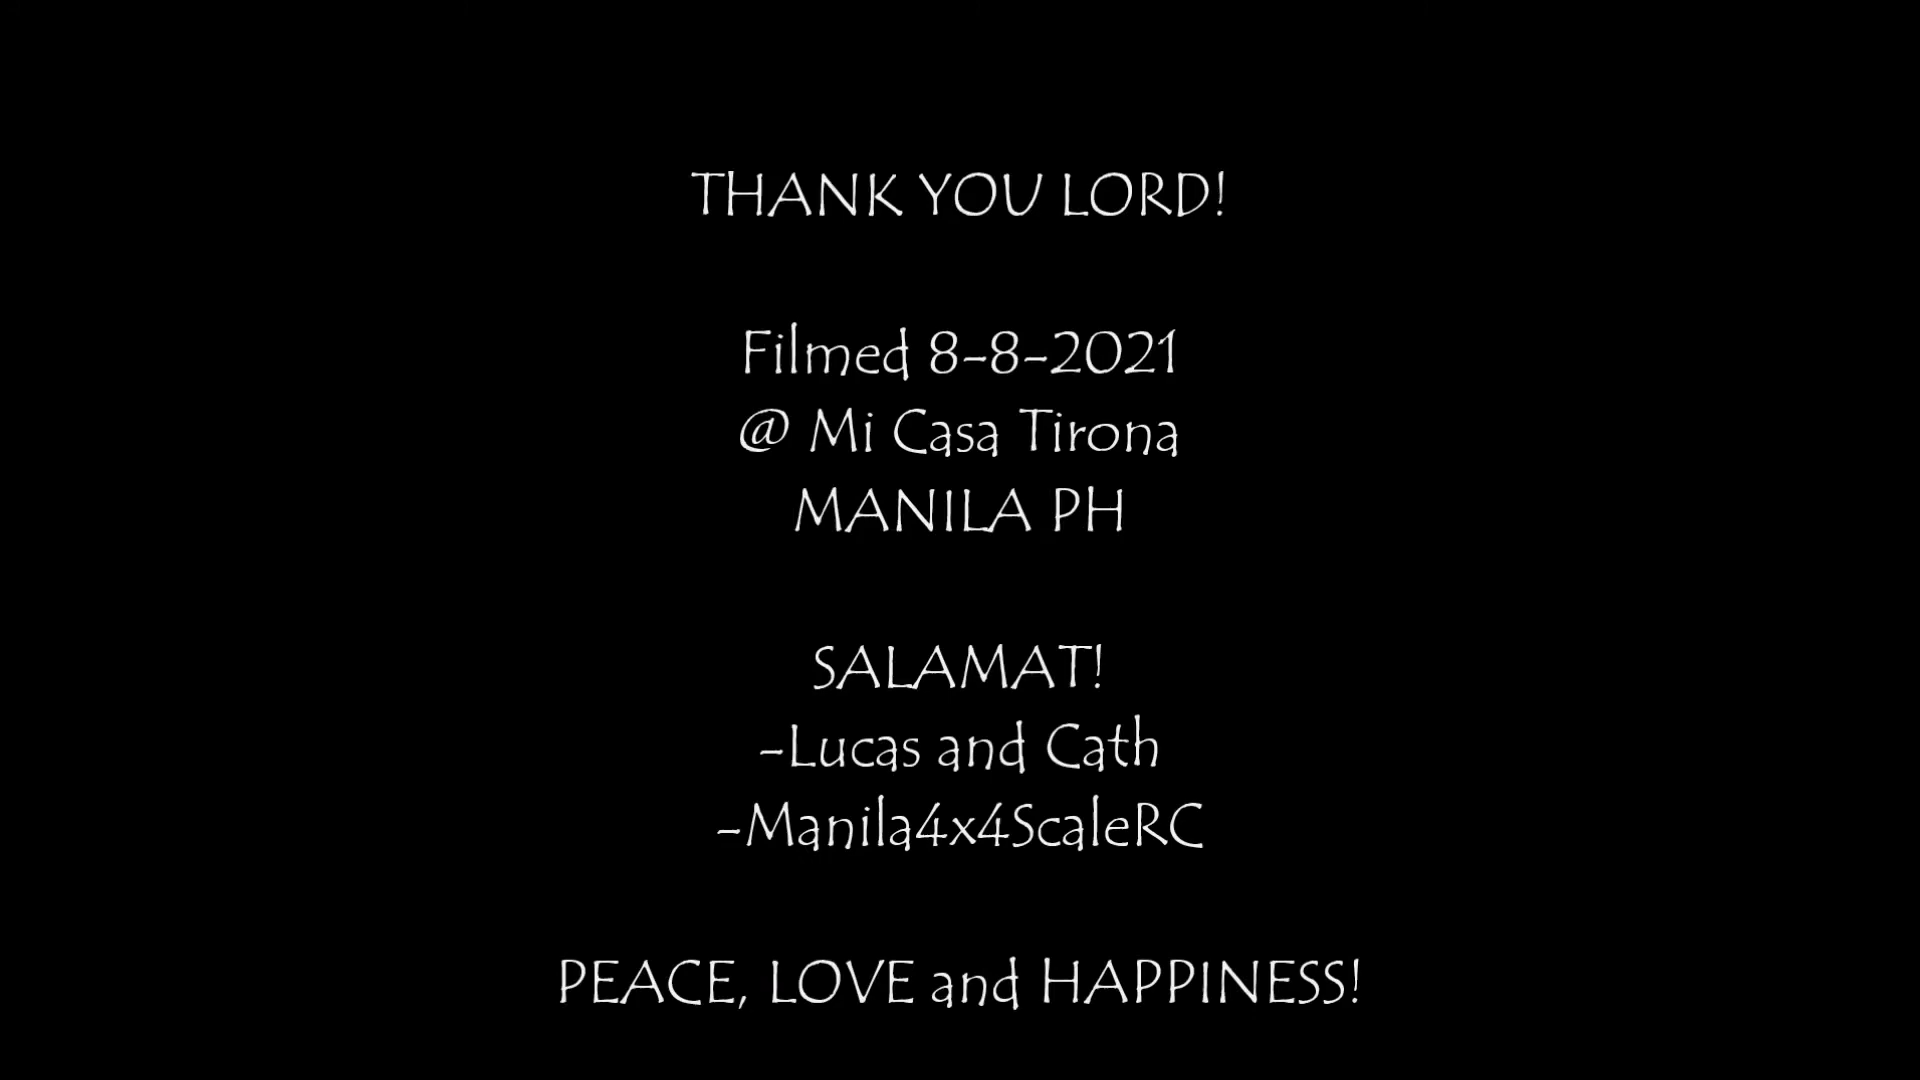 THANK YOU LORD!
Filmed 8-8-2021
@ Mi Casa Tirona
MANILA PH
SALAMAT!
-Lucas and Cath
-Manila4x4ScaleRC
PEACE, LOVE and HAPPINESS!